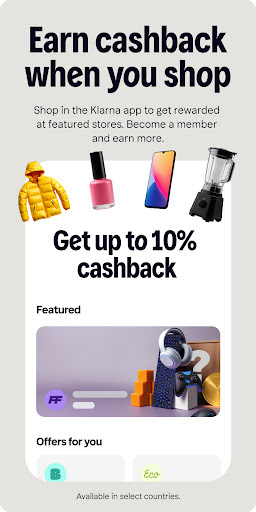 Earn cashback
when you shop
Shop in the Klarna app to get rewarded
at featured stores. Become a member
and earn more.
Get up to 10%
cashback
Featured
FF
Offers for you
B
Eco
Available in select countries.